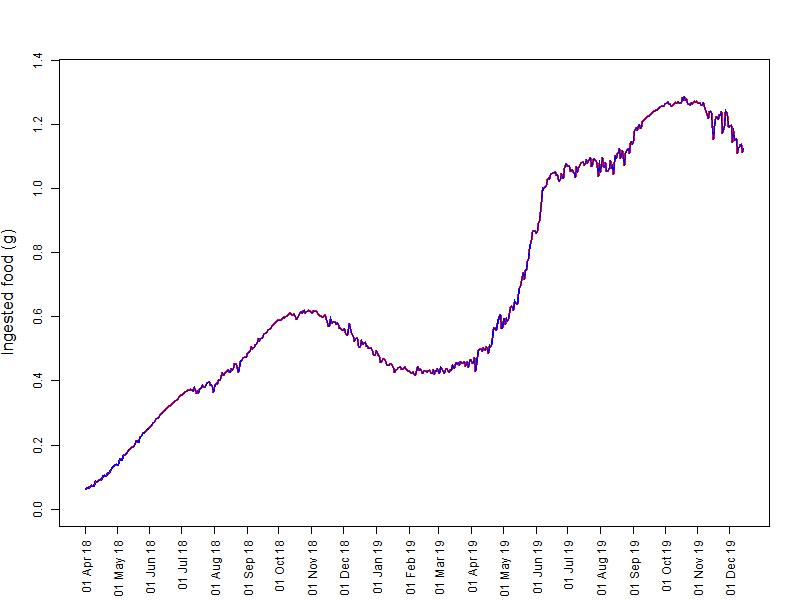 Ingested food (g)
1.4
1.2
1.0
0.8
0.6
0.4
0.2
0.0
01 Apr 18
01 May 18
01 Jun 18
01 Jul 18
01 Aug 18
01 Sep 18
01 Oct 18
01 Nov 18
01 Dec 18
01 Jan 19
01 Feb 19
01 Mar 19
01 Apr 19
01 May 19
01 Jun 19
01 Jul 19
01 Aug 19
01 Sep 19
01 Oct 19
01 Nov 19
01 Dec 19